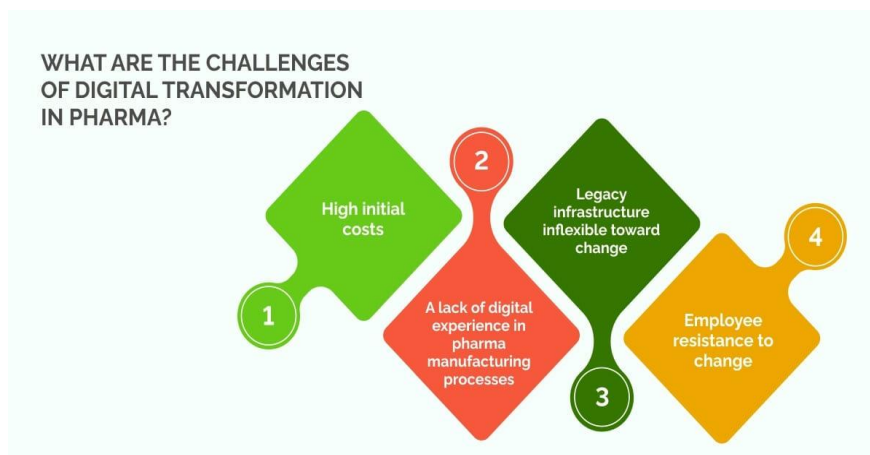 WHAT ARE THE CHALLENGES
OF DIGITAL TRANSFORMATION
IN PHARMA?
1
High initial
costs
2
A lack of digital
experience in
pharma
manufacturing
processes
3
Legacy
infrastructure
inflexible toward
change
4
Employee
resistance to
change